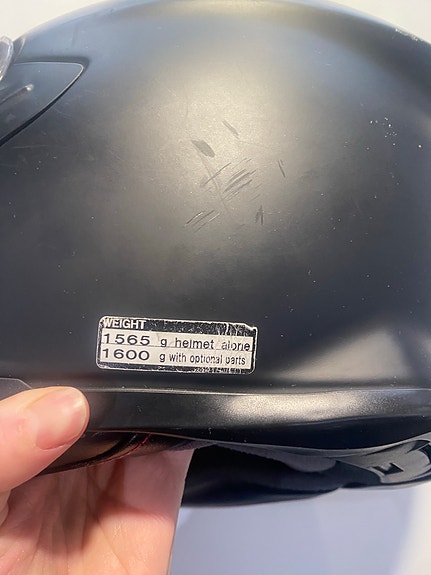 WEIGHT
1565 g helmet alone
1600 g with optional parts